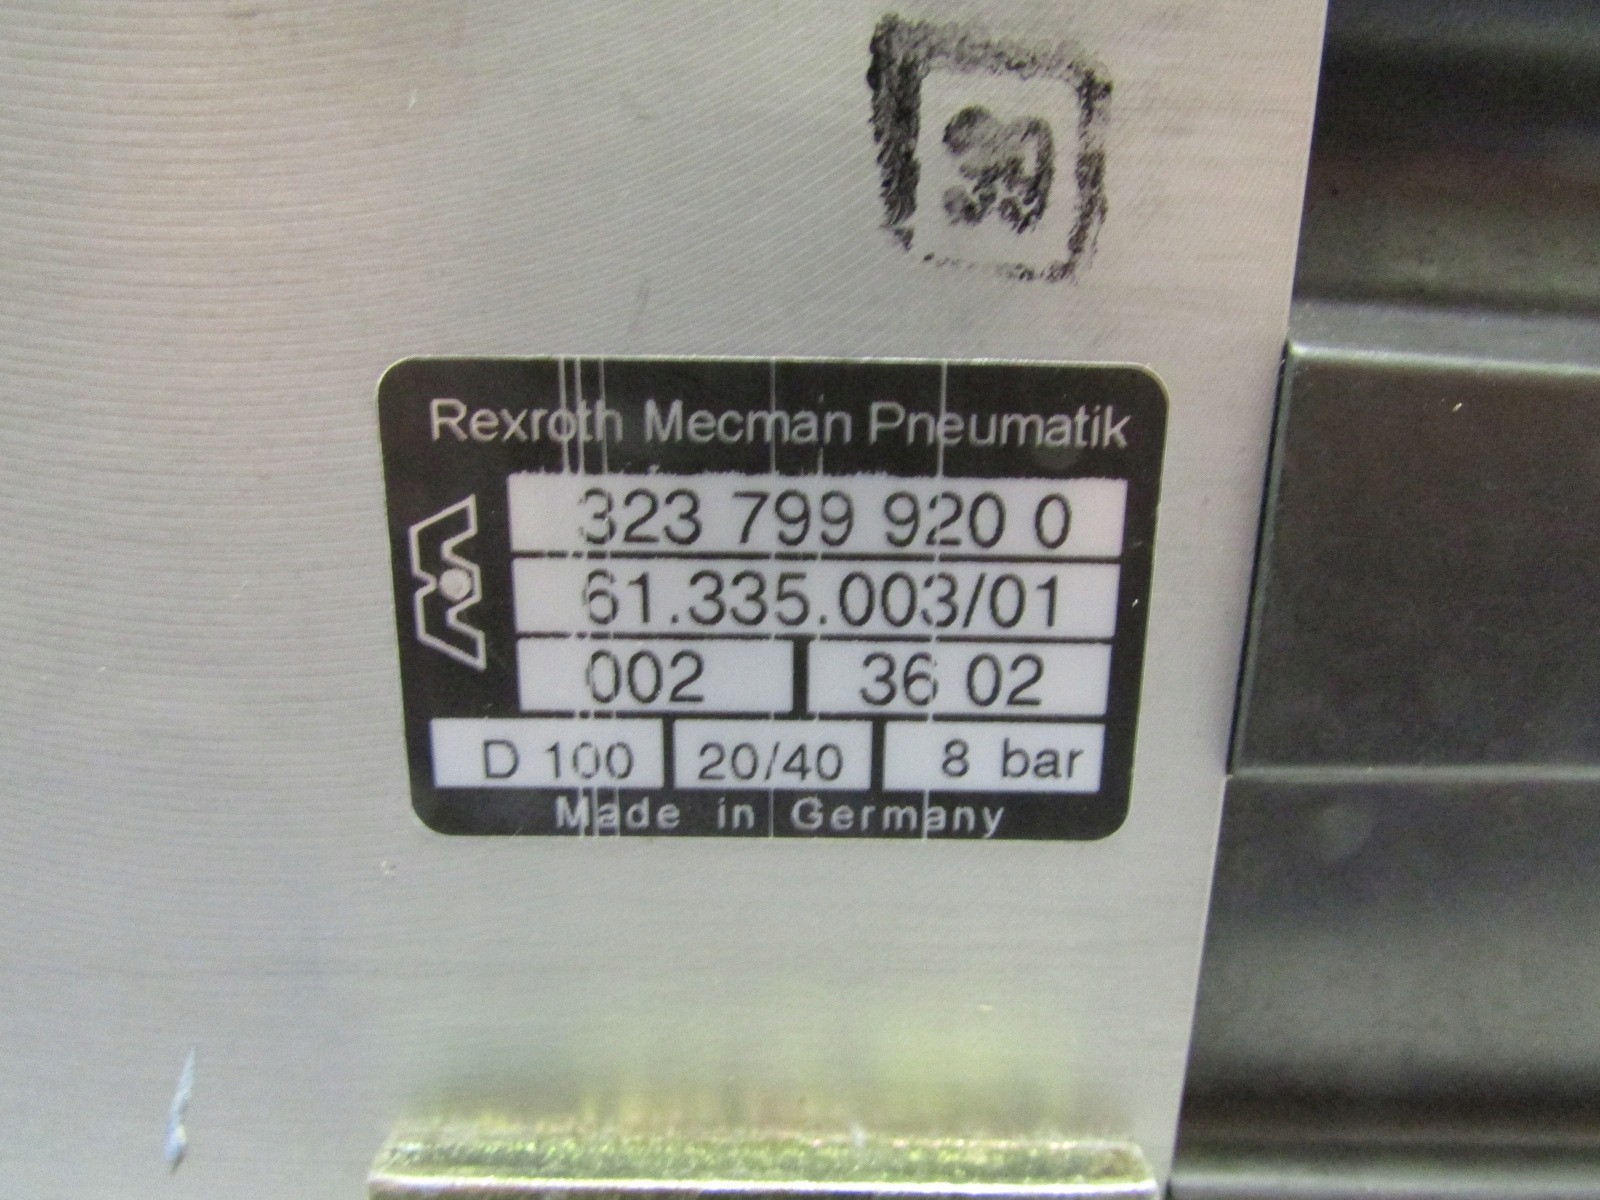 Rexroth Mecman Pneumatik
323 799 920 0
61.335.003/01
002 36 02
D 100 20/40 8 bar
Made in Germany